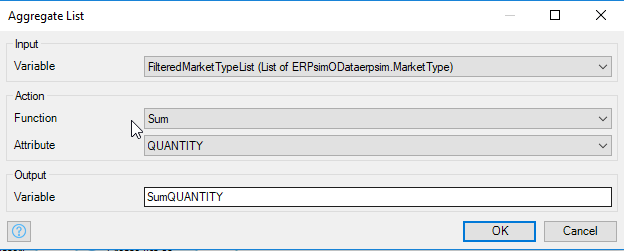 Aggregate List
Input
Variable FilteredMarketTypeList (List of ERPsimODataerpsim.MarketType)
Action
Function Sum
Attribute QUANTITY
Output
Variable SumQUANTITY
? OK Cancel